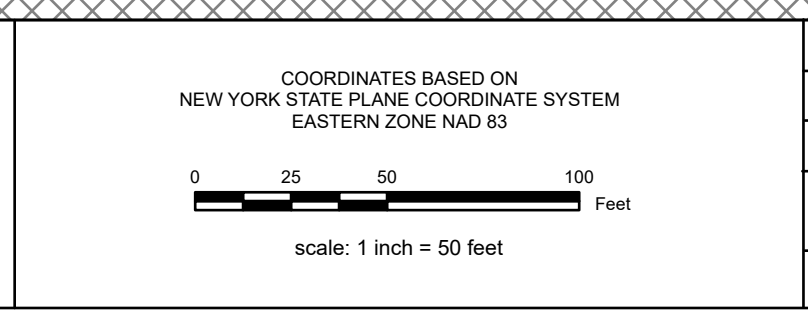 COORDINATES BASED ON
NEW YORK STATE PLANE COORDINATE SYSTEM
EASTERN ZONE NAD 83
0 25 50 100
Feet
scale: 1 inch = 50 feet